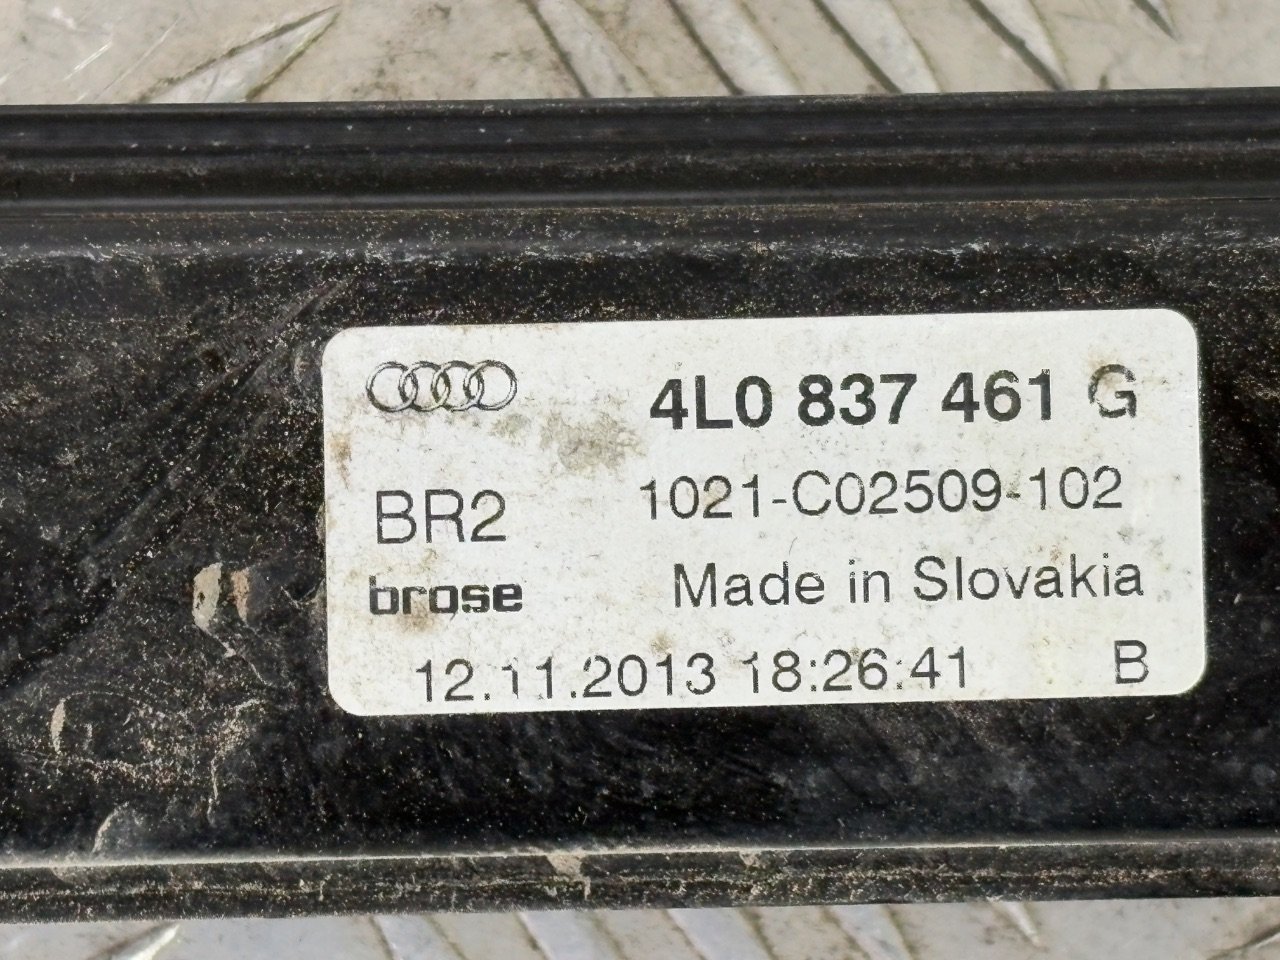 4L0 837 461 G
BR2 1021-C02509-102
brose Made in Slovakia
12.11.2013 18:26:41 B